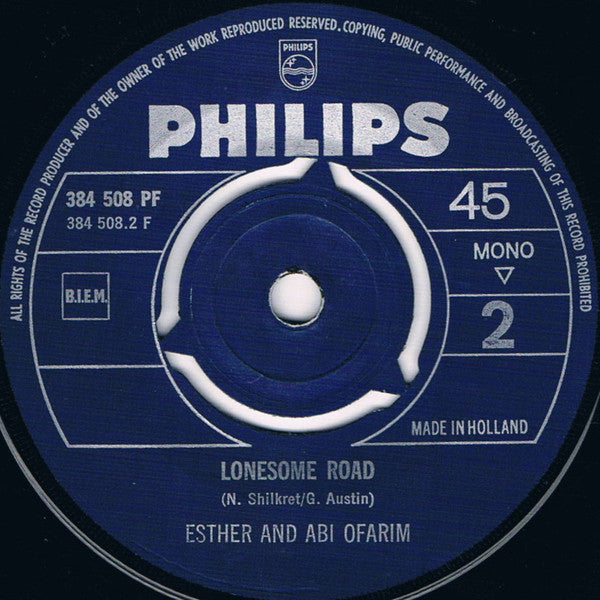 ALL RIGHTS OF THE RECORD PRODUCER AND OF THE OWNER OF THE WORK REPRODUCED RESERVED. COPYING, PUBLIC PERFORMANCE AND BROADCASTING OF THIS RECORD PROHIBITED
PHILIPS
PHILIPS
384 508 PF
384 508.2 F
45
MONO
B.I.E.M.
2
MADE IN HOLLAND
LONESOME ROAD
(N. Shilkret/G. Austin)
ESTHER AND ABI OFARIM